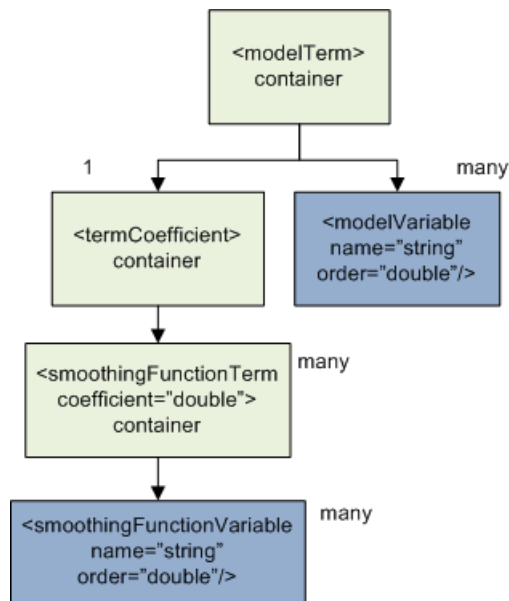 <modelTerm>
container
1
many
<termCoefficient>
container
<modelVariable
name=”string”
order=”double”/>
<smoothingFunctionTerm
coefficient=”double”>
container
many
<smoothingFunctionVariable
name=”string”
order=”double”/>
many